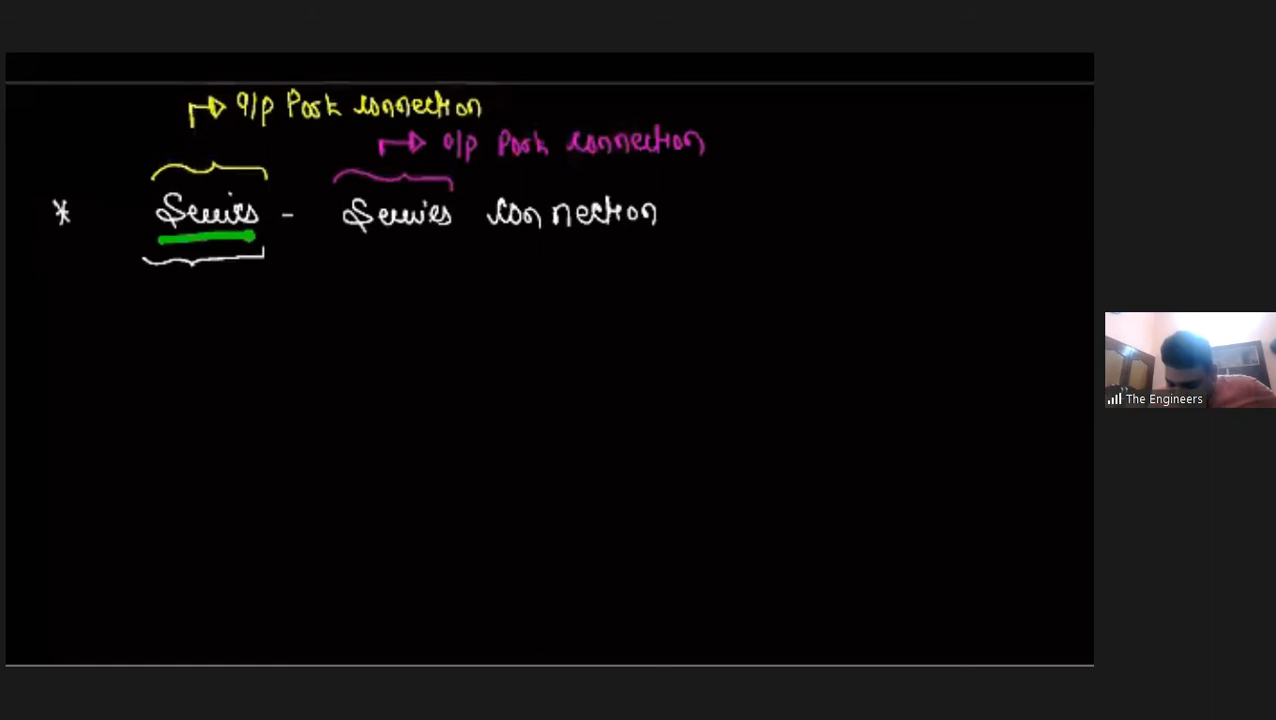 i/p Port connection
o/p Port connection
* Series - Series connection
The Engineers